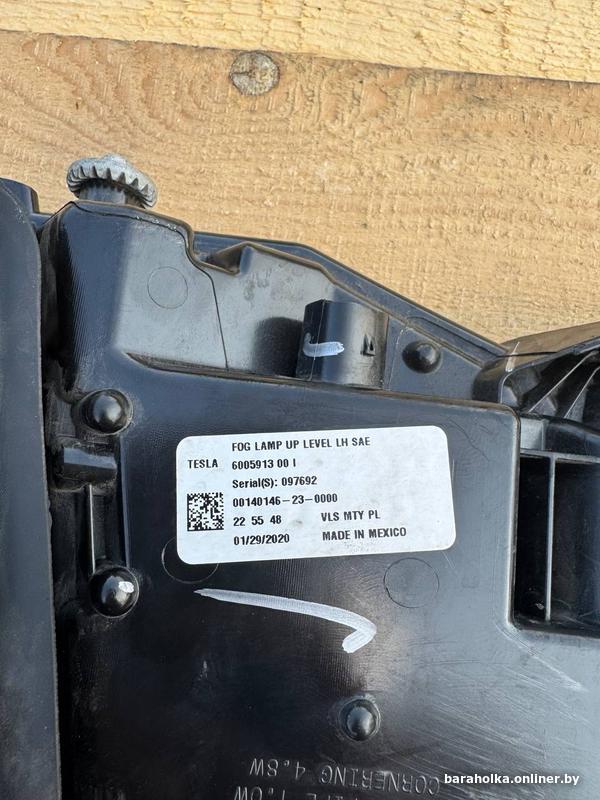 FOG LAMP UP LEVEL LH SAE
TESLA 6005913 00 I
Serial(S): 097692
00140146-23-0000
22 55 48 VLS MTY PL
01/29/2020 MADE IN MEXICO
CORNERING 4.8W
baraholka.onliner.by